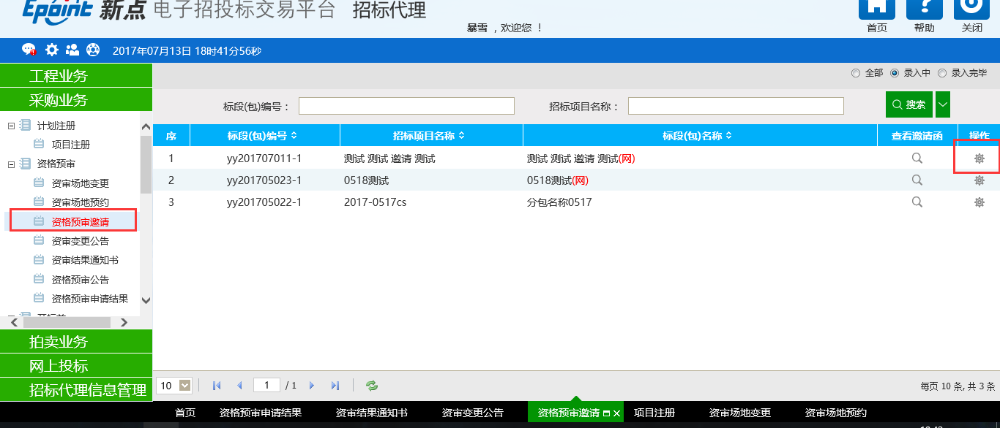 Epoint 新点 电子招投标交易平台 招标代理
暴雪 ，欢迎您 ！
首页 帮助 关闭
2017年07月13日 18时41分56秒
工程业务
采购业务
计划注册
项目注册
资格预审
资审场地变更
资审场地预约
资格预审邀请
资审变更公告
资审结果通知书
资格预审公告
资格预审申请结果
拍卖业务
网上投标
招标代理信息管理
全部 录入中 录入完毕
标段(包)编号： 招标项目名称： 搜索
序 标段(包)编号 招标项目名称 标段(包)名称 查看邀请函 操作
1 yy201707011-1 测试 测试 邀请 测试 测试 测试 邀请 测试(网)
2 yy201705023-1 0518测试 0518测试(网)
3 yy201705022-1 2017-0517cs 分包名称0517
10 1 / 1 每页 10 条, 共 3 条
首页 资格预审申请结果 资审结果通知书 资审变更公告 资格预审邀请 项目注册 资审场地变更 资审场地预约